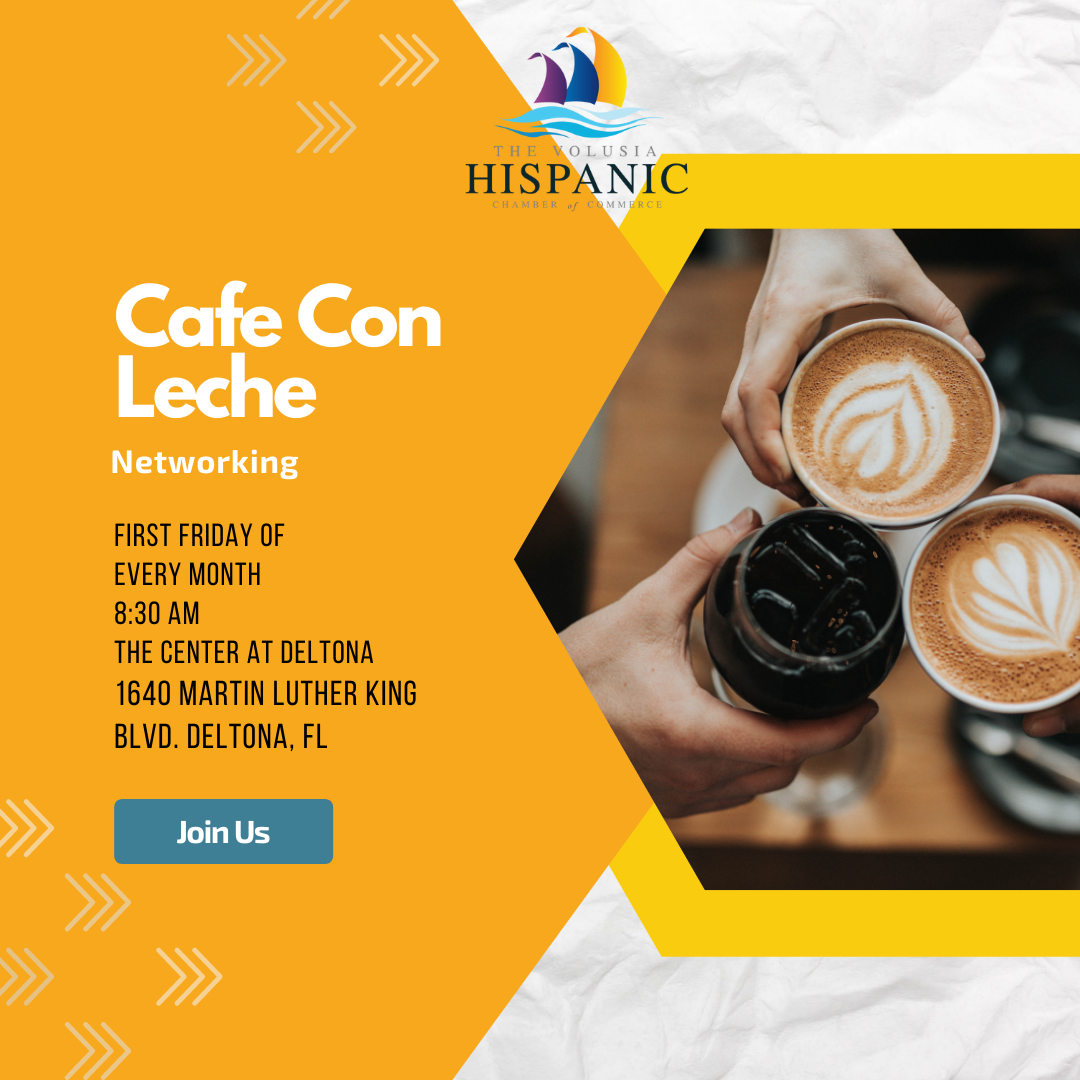 THE VOLUSIA
HISPANIC
CHAMBER of COMMERCE
Cafe Con
Leche
Networking
FIRST FRIDAY OF
EVERY MONTH
8:30 AM
THE CENTER AT DELTONA
1640 MARTIN LUTHER KING
BLVD. DELTONA, FL
Join Us